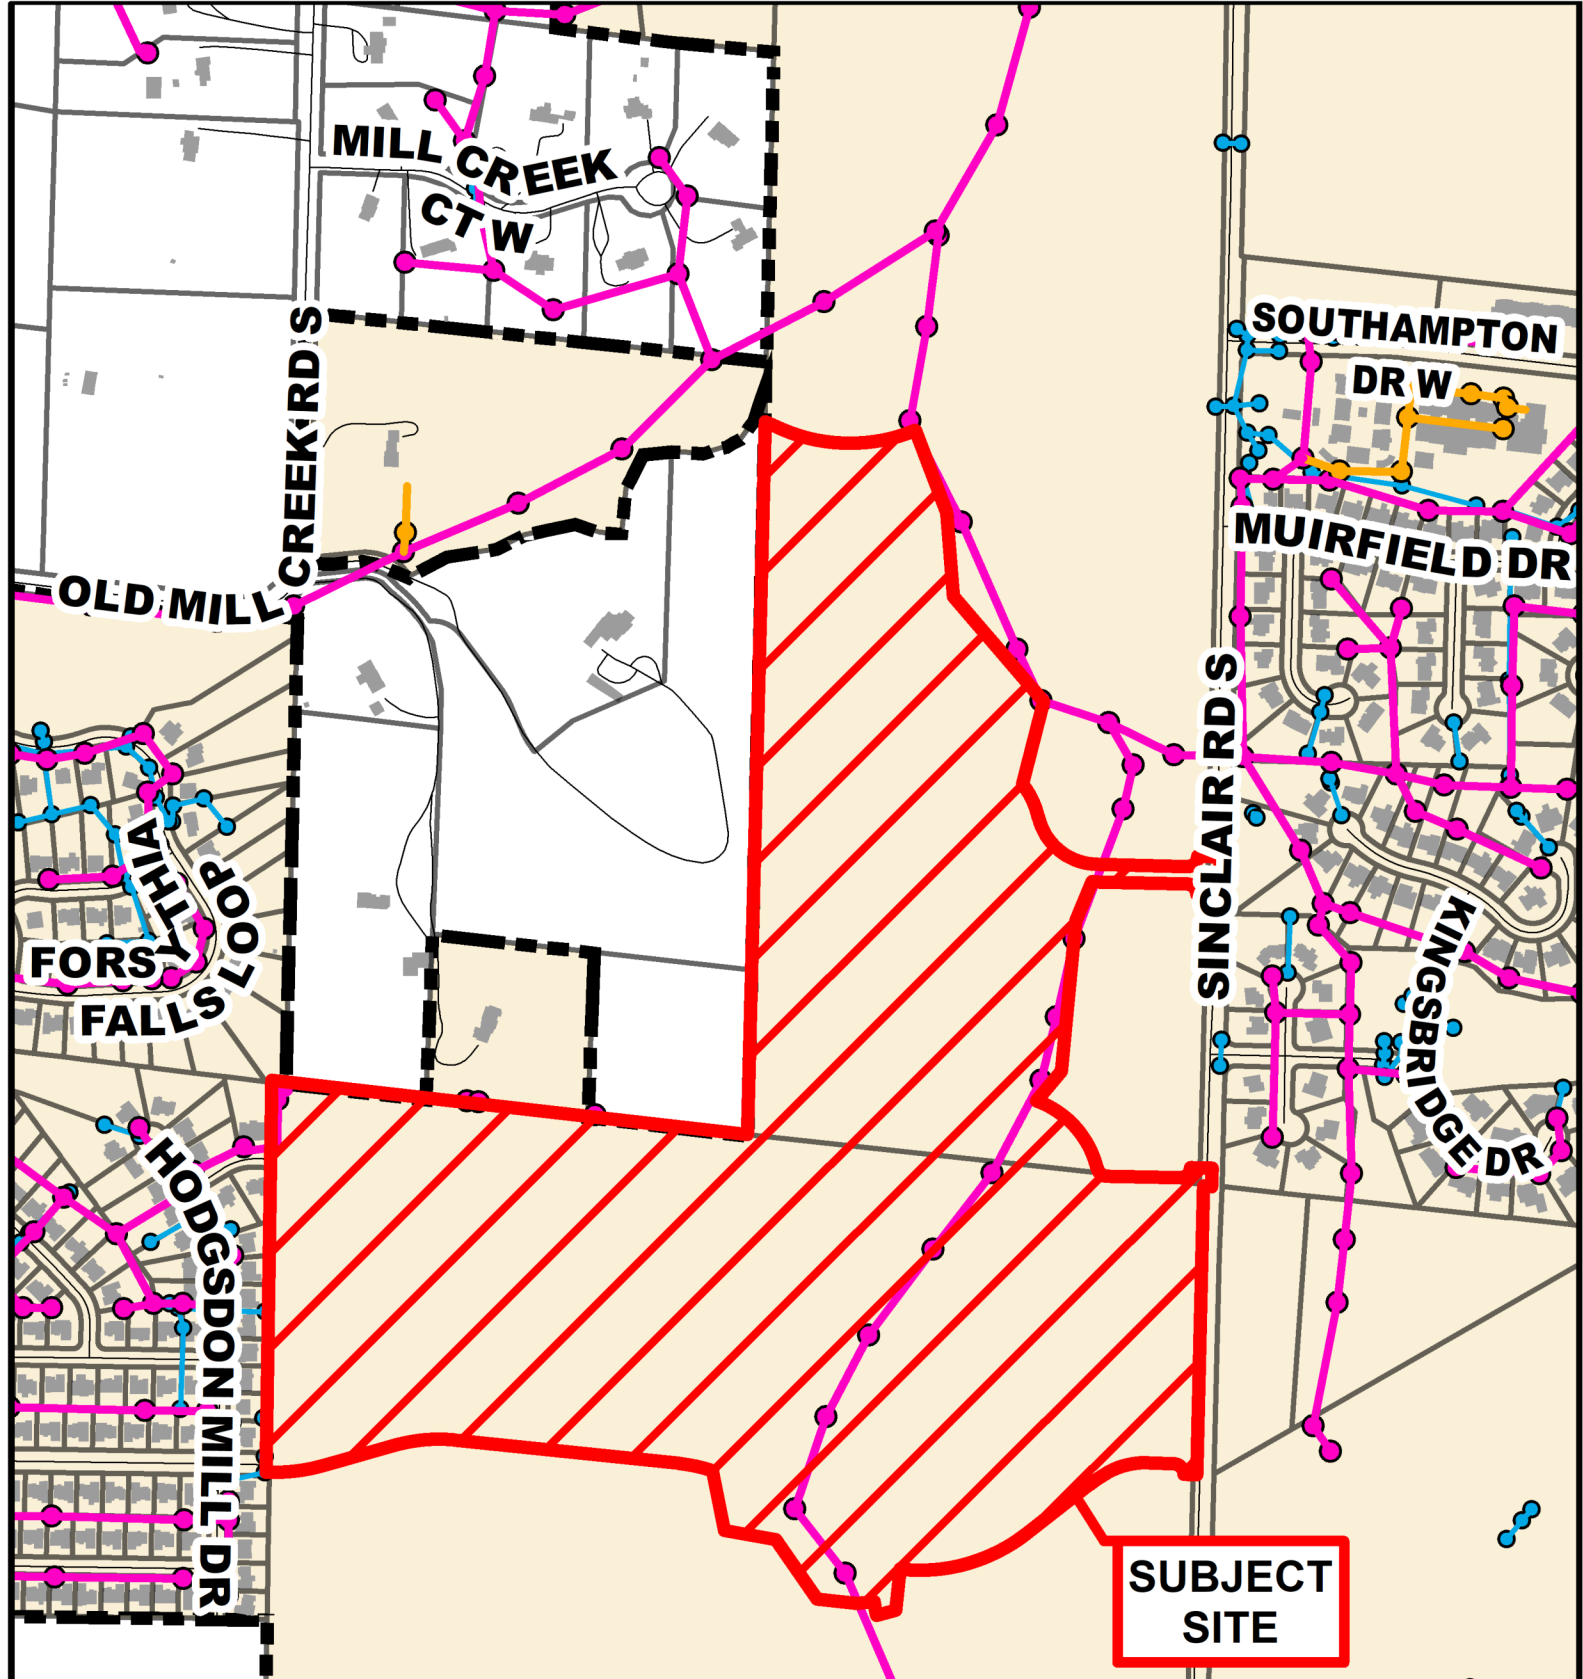 MILL CREEK
CT W
CREEK RD S
OLD MILL
SOUTHAMPTON
DR W
MUIRFIELD DR
SINCLAIR RD S
FORSYTHIA
FALLS LOOP
KINGSBRIDGE DR
HODGSDON MILL DR
SUBJECT
SITE